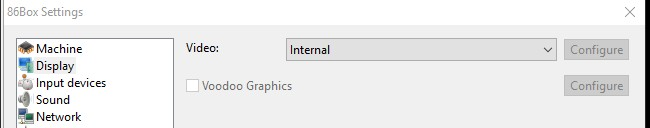 86Box Settings
Machine
Video: Internal Configure
Display
Input devices
Voodoo Graphics Configure
Sound
Network